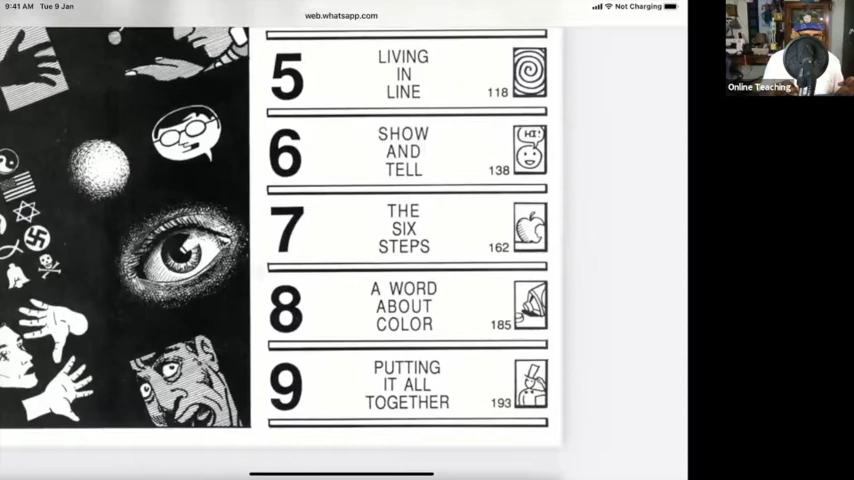 9:41 AM Tue 9 Jan
web.whatsapp.com
Not Charging
5
LIVING
IN
LINE
118
6
SHOW
AND
TELL
138
HI!
7
THE
SIX
STEPS
162
8
A WORD
ABOUT
COLOR
185
9
PUTTING
IT ALL
TOGETHER
193
Online Teaching